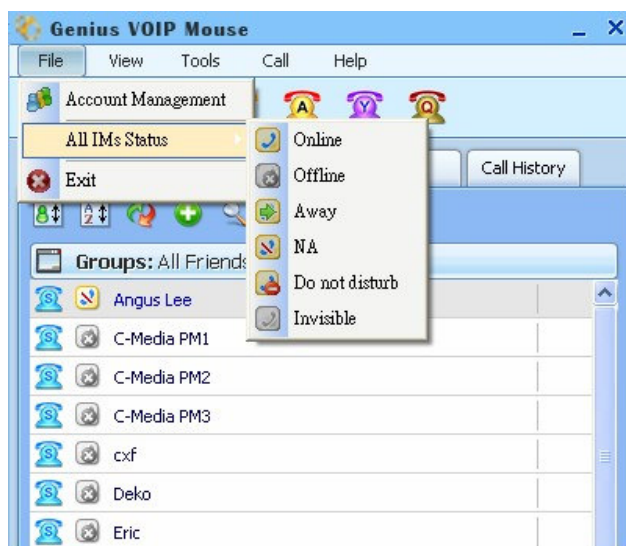 Genius VOIP Mouse
File View Tools Call Help
A Y Q
Account Management
All IMs Status
Exit
Online
Offline
Away
NA
Do not disturb
Invisible
Call History
Groups: All Friends
S Angus Lee
S C-Media PM1
S C-Media PM2
S C-Media PM3
S cxf
S Deko
S Eric